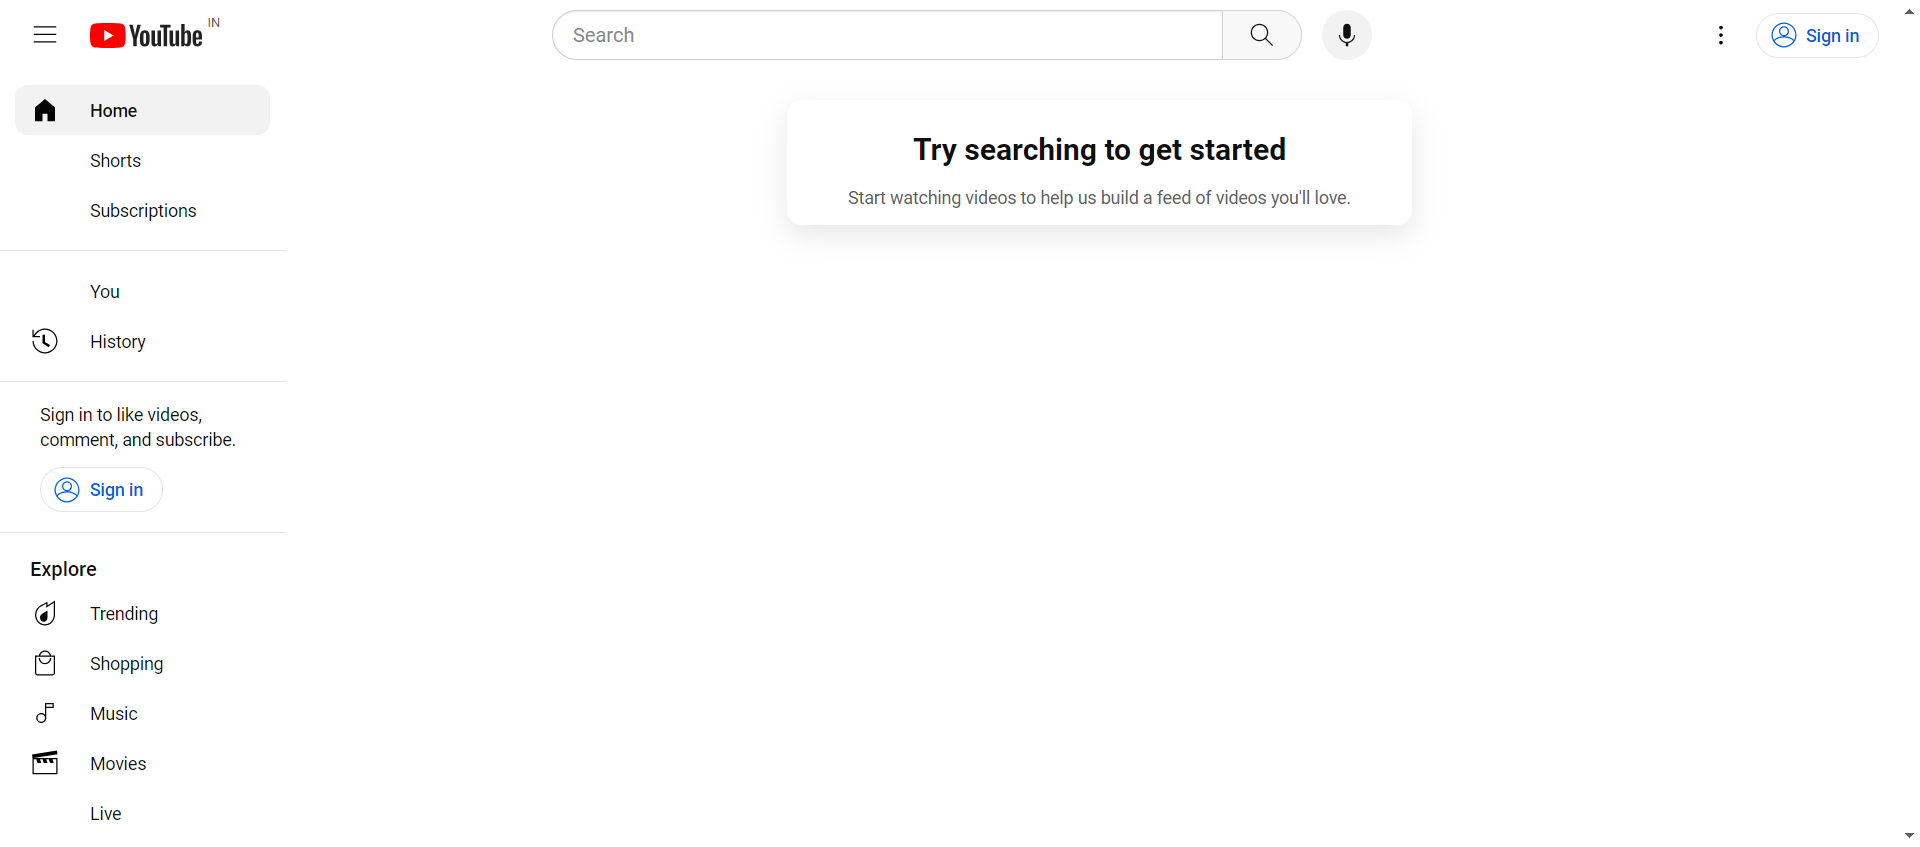 YouTube IN
Search
Sign in
Home
Shorts
Subscriptions
You
History
Sign in to like videos,
comment, and subscribe.
Sign in
Explore
Trending
Shopping
Music
Movies
Live
Try searching to get started
Start watching videos to help us build a feed of videos you'll love.